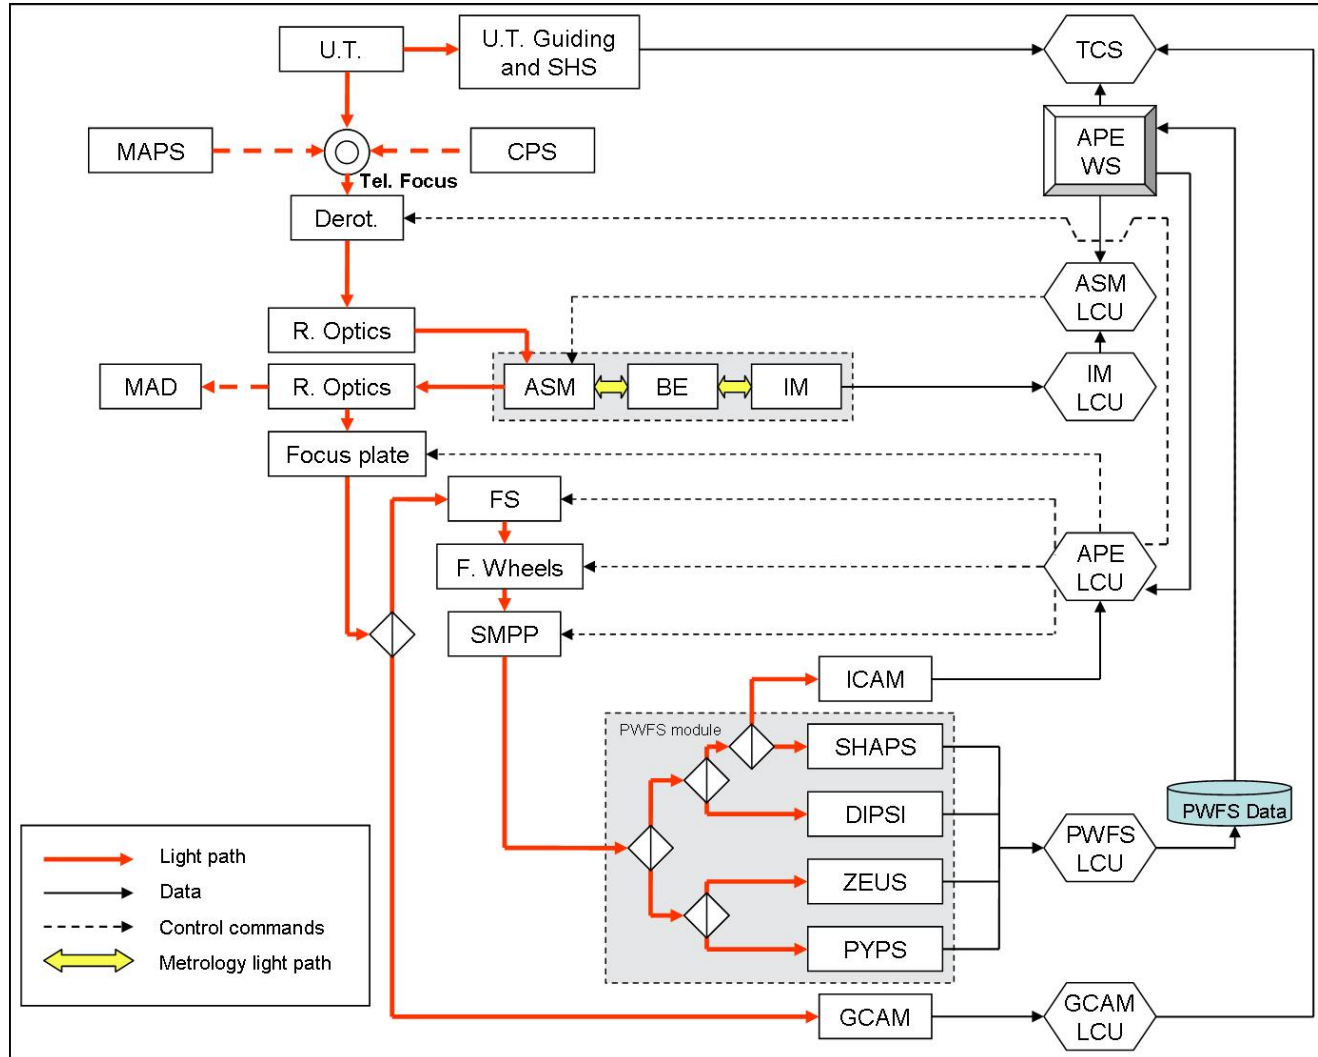 U.T.
U.T. Guiding
and SHS
TCS
MAPS
CPS
APE
WS
Tel. Focus
Derot.
ASM
LCU
R. Optics
MAD
R. Optics
ASM
BE
IM
IM
LCU
Focus plate
FS
F. Wheels
APE
LCU
SMPP
ICAM
PWFS module
SHAPS
DIPSI
PWFS Data
PWFS
LCU
ZEUS
PYPS
GCAM
GCAM
LCU
Light path
Data
Control commands
Metrology light path